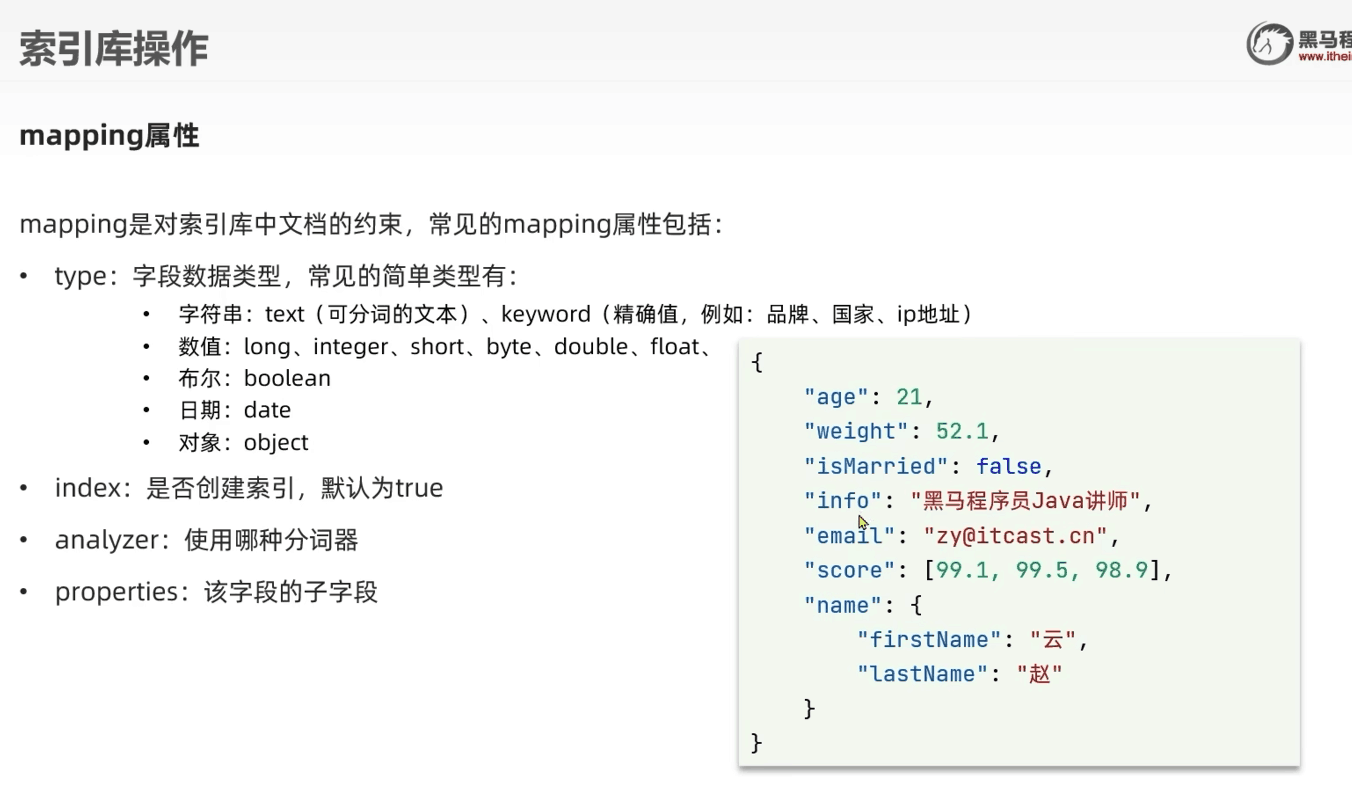 索引库操作
黑马程
www.ithei
mapping属性
mapping是对索引库中文档的约束，常见的mapping属性包括：
• type：字段数据类型，常见的简单类型有：
• 字符串：text（可分词的文本）、keyword（精确值，例如：品牌、国家、ip地址）
• 数值：long、integer、short、byte、double、float、
• 布尔：boolean
• 日期：date
• 对象：object
• index：是否创建索引，默认为true
• analyzer：使用哪种分词器
• properties：该字段的子字段
{
"age": 21,
"weight": 52.1,
"isMarried": false,
"info": "黑马程序员Java讲师",
"email": "zy@itcast.cn",
"score": [99.1, 99.5, 98.9],
"name": {
"firstName": "云",
"lastName": "赵"
}
}